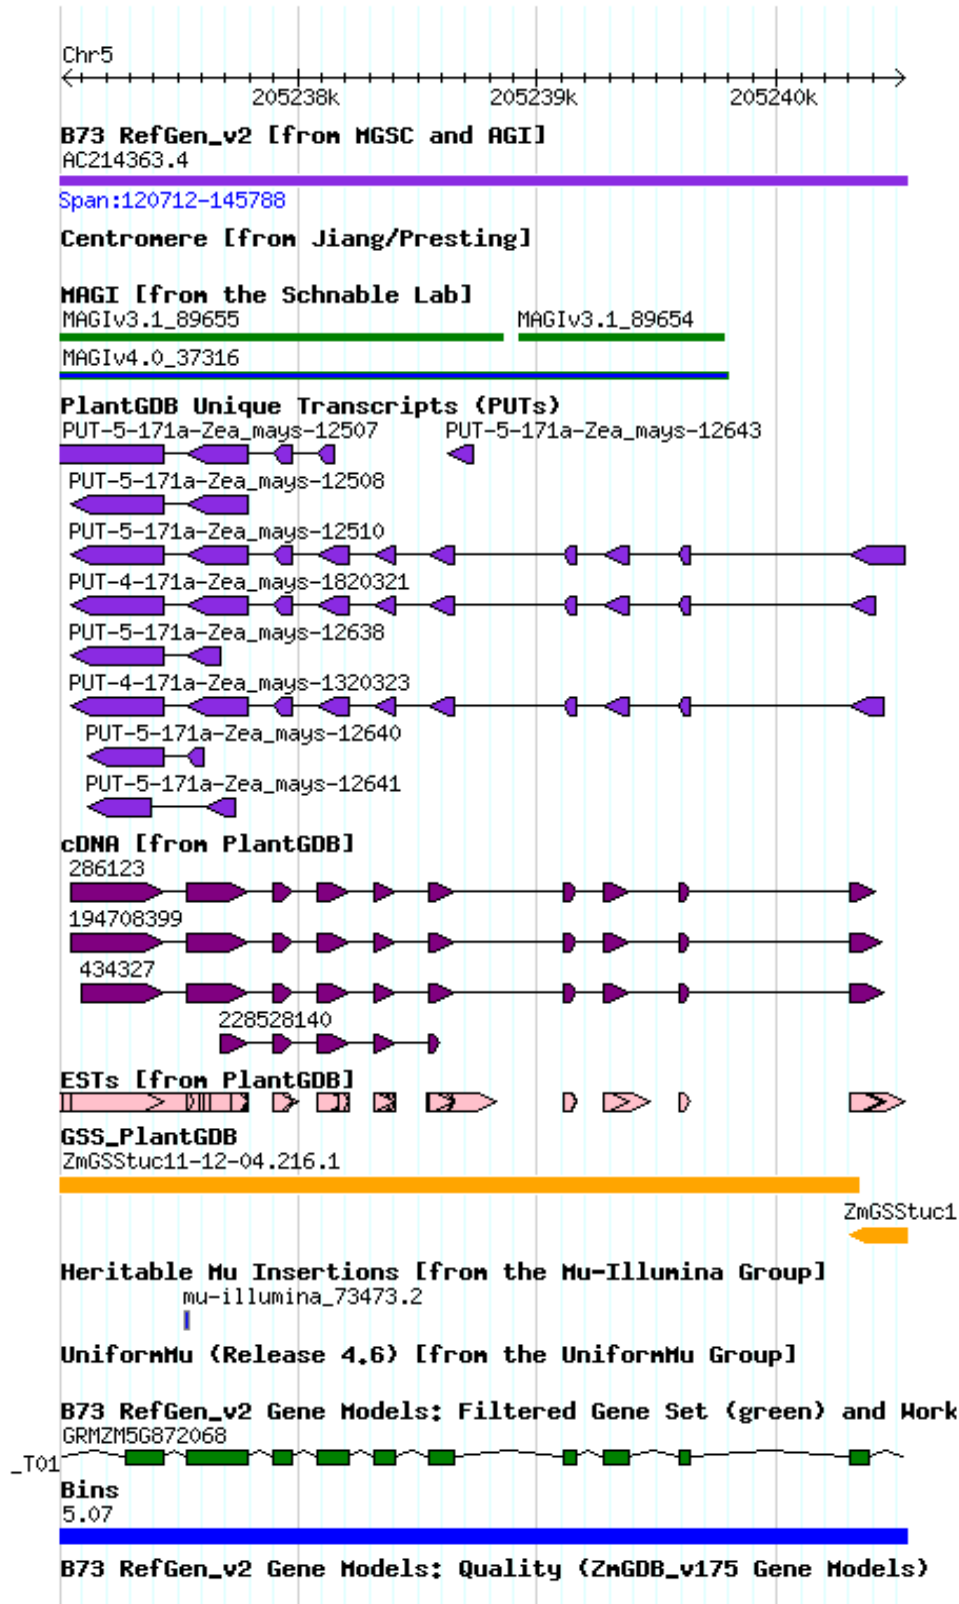 Chr5
205238k 205239k 205240k
B73 RefGen_v2 [from MGSC and AGI]
AC214363.4
Span:120712-145788
Centromere [from Jiang/Presting]
MAGI [from the Schnable Lab]
MAGIv3.1_89655 MAGIv3.1_89654
MAGIv4.0_37316
PlantGDB Unique Transcripts (PUTs)
PUT-5-171a-Zea_mays-12507 PUT-5-171a-Zea_mays-12643
PUT-5-171a-Zea_mays-12508
PUT-5-171a-Zea_mays-12510
PUT-4-171a-Zea_mays-1820321
PUT-5-171a-Zea_mays-12638
PUT-4-171a-Zea_mays-1320323
PUT-5-171a-Zea_mays-12640
PUT-5-171a-Zea_mays-12641
cDNA [from PlantGDB]
286123
194708399
434327
228528140
ESTs [from PlantGDB]
GSS_PlantGDB
ZmGSStuc11-12-04.216.1
ZmGSStuc1
Heritable Mu Insertions [from the Mu-Illumina Group]
mu-illumina_73473.2
UniformMu (Release 4.6) [from the UniformMu Group]
B73 RefGen_v2 Gene Models: Filtered Gene Set (green) and Work
GRMZM5G872068
_T01
Bins
5.07
B73 RefGen_v2 Gene Models: Quality (ZmGDB_v175 Gene Models)